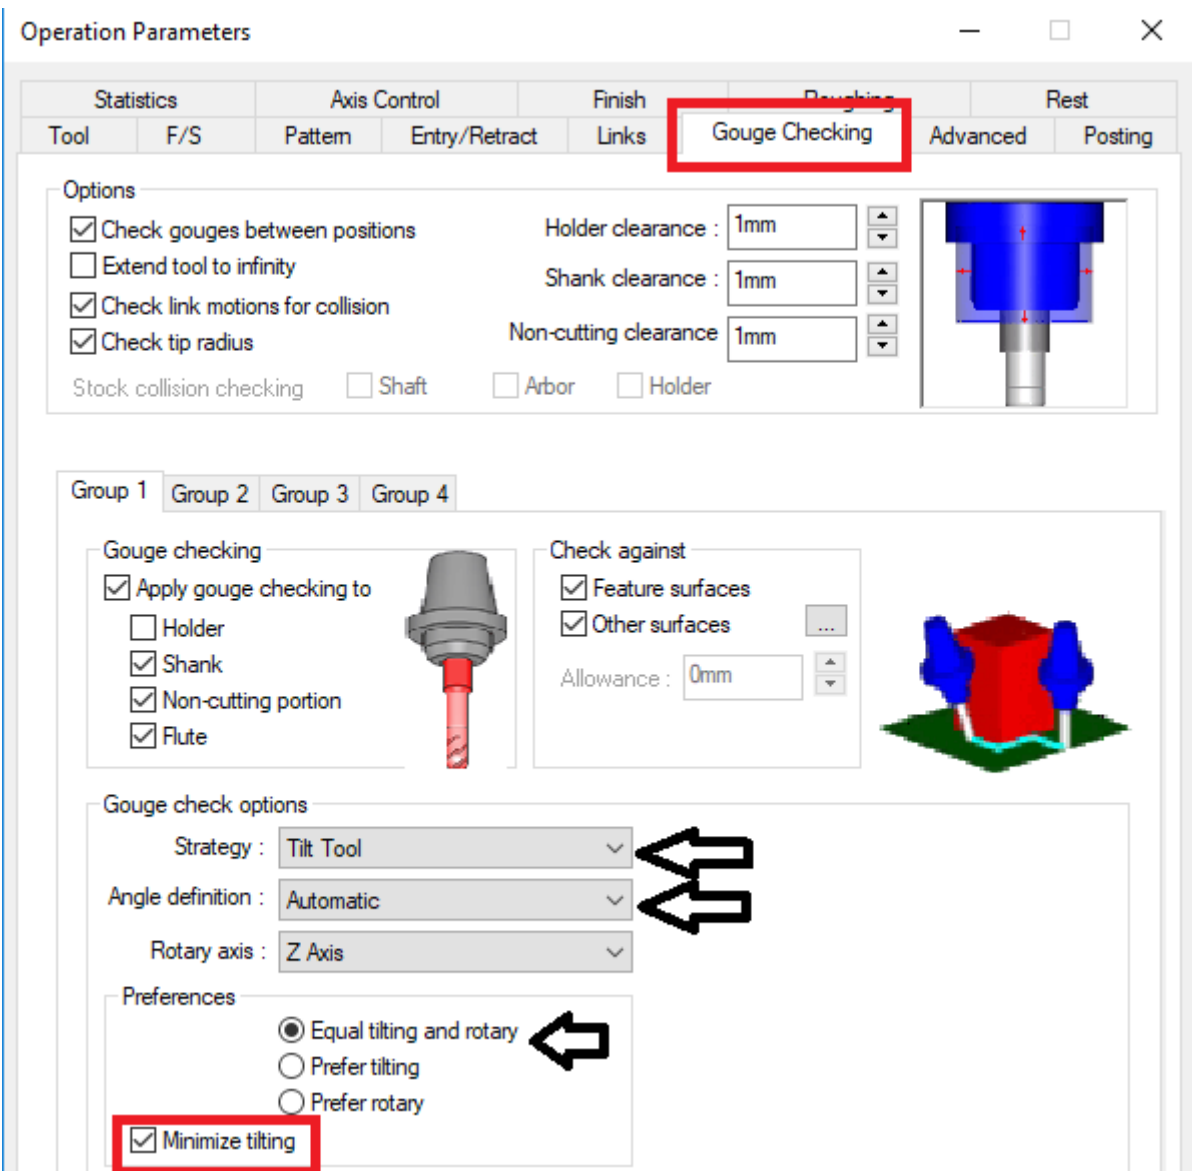 Operation Parameters
Statistics Axis Control Finish Roughing Rest
Tool F/S Pattern Entry/Retract Links Gouge Checking Advanced Posting
Options
Check gouges between positions Holder clearance : 1mm
Extend tool to infinity
Shank clearance : 1mm
Check link motions for collision
Check tip radius Non-cutting clearance 1mm
Stock collision checking Shaft Arbor Holder
Group 1 Group 2 Group 3 Group 4
Gouge checking Check against
Apply gouge checking to Feature surfaces
Holder Other surfaces ...
Shank Allowance : 0mm
Non-cutting portion
Flute
Gouge check options
Strategy : Tilt Tool
Angle definition : Automatic
Rotary axis : Z Axis
Preferences
Equal tilting and rotary
Prefer tilting
Prefer rotary
Minimize tilting